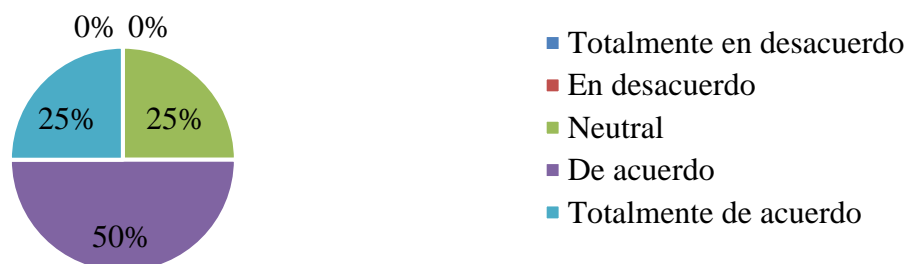 0% 0%
25% 25%
50%
Totalmente en desacuerdo
En desacuerdo
Neutral
De acuerdo
Totalmente de acuerdo